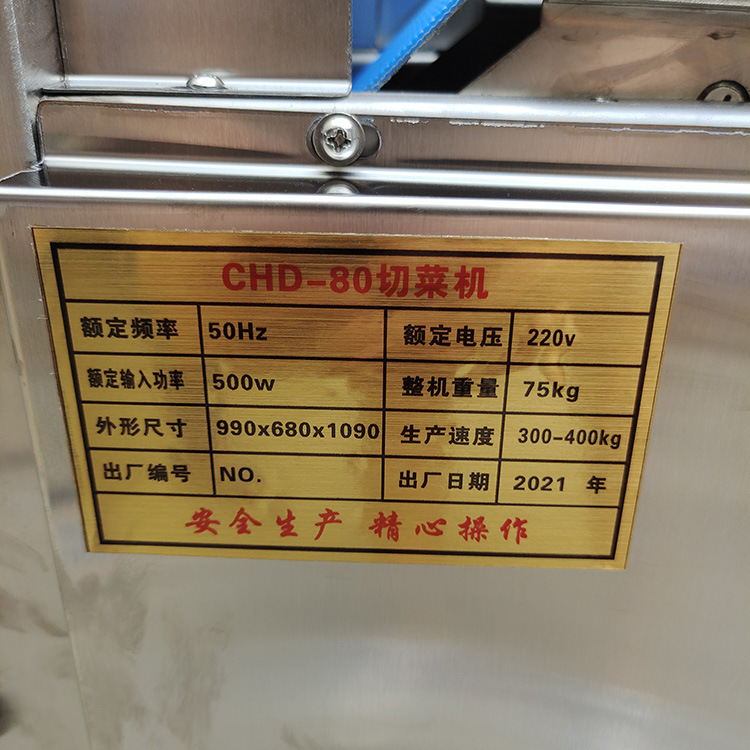 CHD-80切菜机
额定频率 50Hz 额定电压 220v
额定输入功率 500w 整机重量 75kg
外形尺寸 990x680x1090 生产速度 300-400kg
出厂编号 NO. 出厂日期 2021 年
安全生产 精心操作